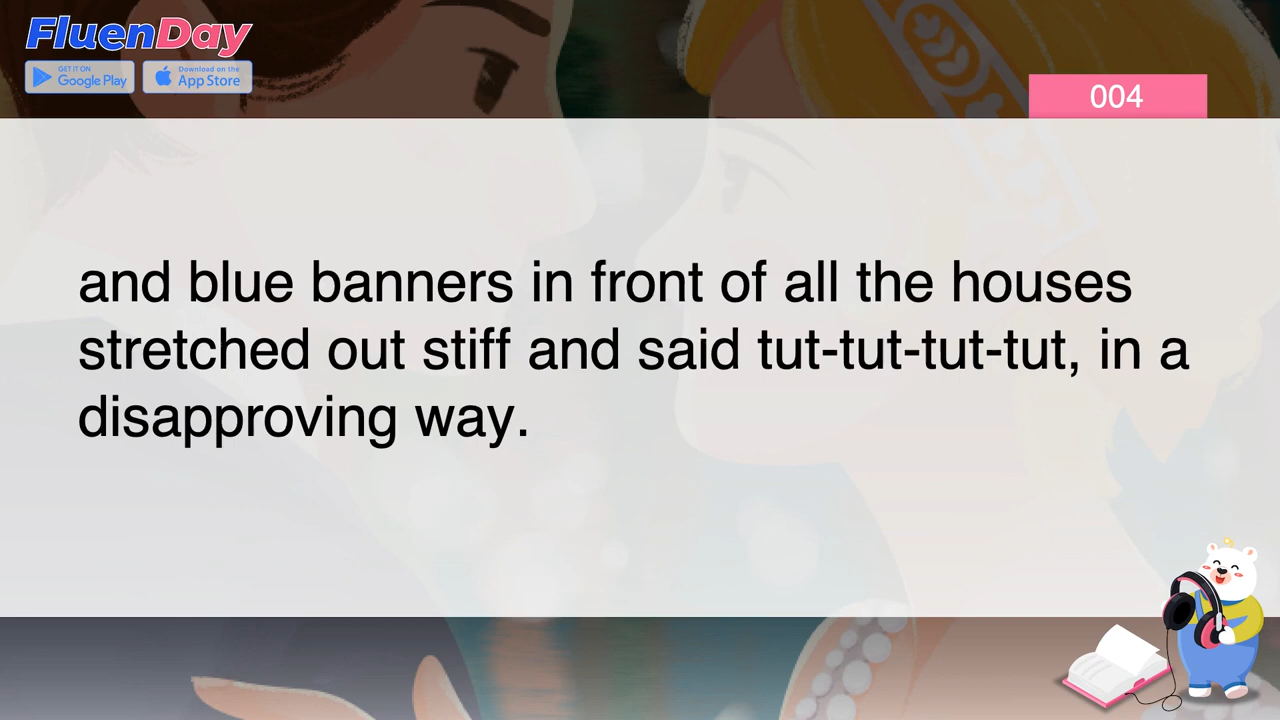 FluenDay
GET IT ON
Google Play
Download on the
App Store
004
and blue banners in front of all the houses
stretched out stiff and said tut-tut-tut-tut, in a
disapproving way.